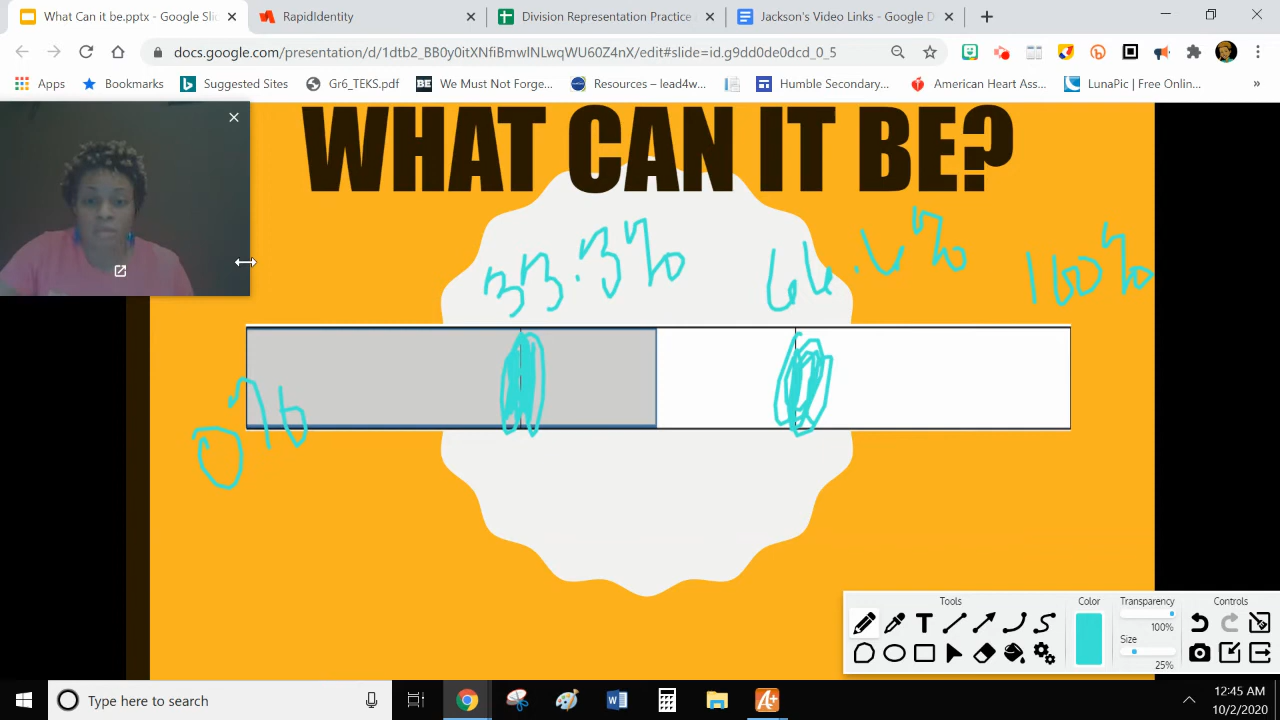 What Can it be.pptx - Google Slid
RapidIdentity
Division Representation Practice -
Jackson's Video Links - Google D
docs.google.com/presentation/d/1dtb2_BB0y0itXNfiBmwlNLwgWU60Z4nX/edit#slide=id.g9dd0de0dcd_0_5
Apps
Bookmarks
Suggested Sites
Gr6_TEKS.pdf
BE
We Must Not Forge...
Resources – lead4w...
Humble Secondary...
American Heart Ass...
LunaPic | Free Onlin...
»
WHAT CAN IT BE?
33.3%
66.6%
100%
0%
Tools
Color
Transparency
100%
Size
25%
Controls
T
Type here to search
12:45 AM
10/2/2020